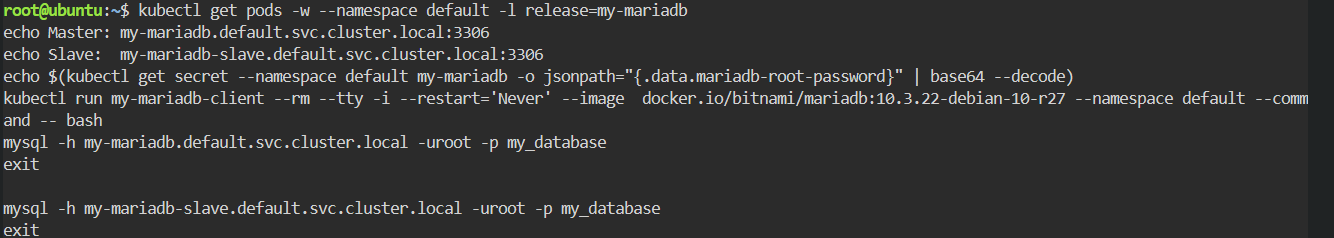 root@ubuntu:~$ kubectl get pods -w --namespace default -l release=my-mariadb
echo Master: my-mariadb.default.svc.cluster.local:3306
echo Slave:  my-mariadb-slave.default.svc.cluster.local:3306
echo $(kubectl get secret --namespace default my-mariadb -o jsonpath="{.data.mariadb-root-password}" | base64 --decode)
kubectl run my-mariadb-client --rm --tty -i --restart='Never' --image  docker.io/bitnami/mariadb:10.3.22-debian-10-r27 --namespace default --comm
and -- bash
mysql -h my-mariadb.default.svc.cluster.local -uroot -p my_database
exit

mysql -h my-mariadb-slave.default.svc.cluster.local -uroot -p my_database
exit